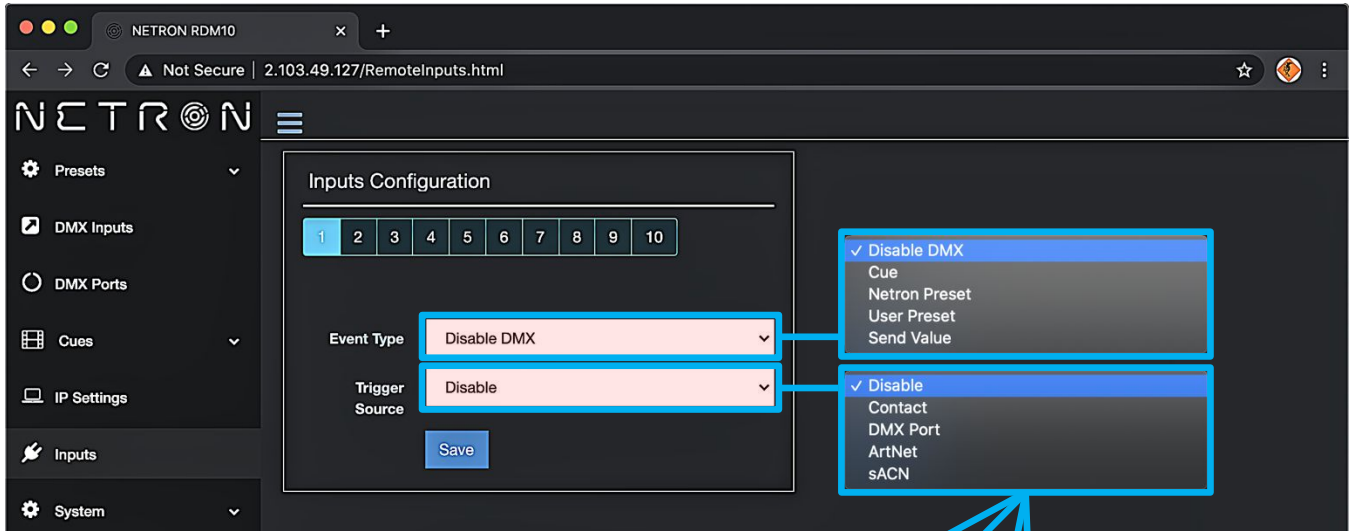 NETRON RDM10
Not Secure | 2.103.49.127/RemoteInputs.html
NETRON
Presets
DMX Inputs
DMX Ports
Cues
IP Settings
Inputs
System
Inputs Configuration
1 2 3 4 5 6 7 8 9 10
Event Type Disable DMX
Trigger Source Disable
Save
✓ Disable DMX
Cue
Netron Preset
User Preset
Send Value
✓ Disable
Contact
DMX Port
ArtNet
sACN